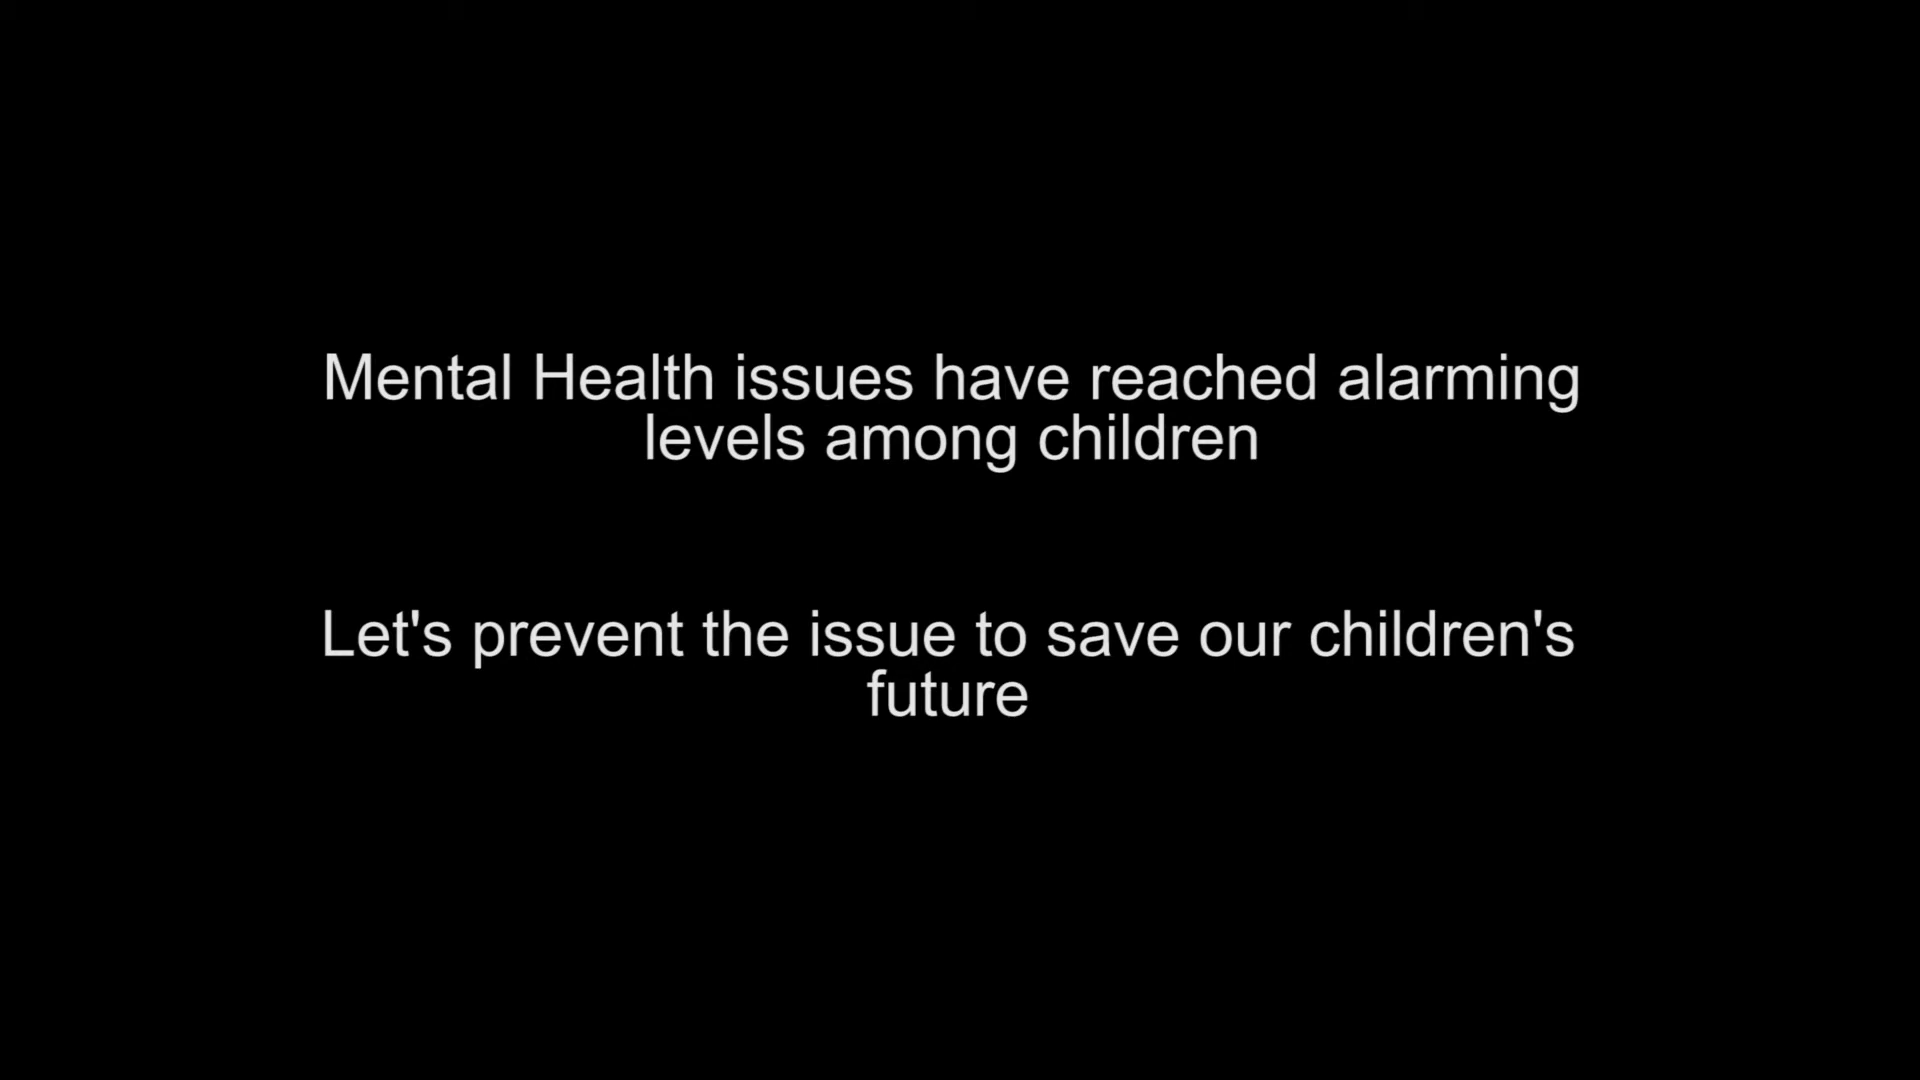 Mental Health issues have reached alarming
levels among children
Let's prevent the issue to save our children's
future